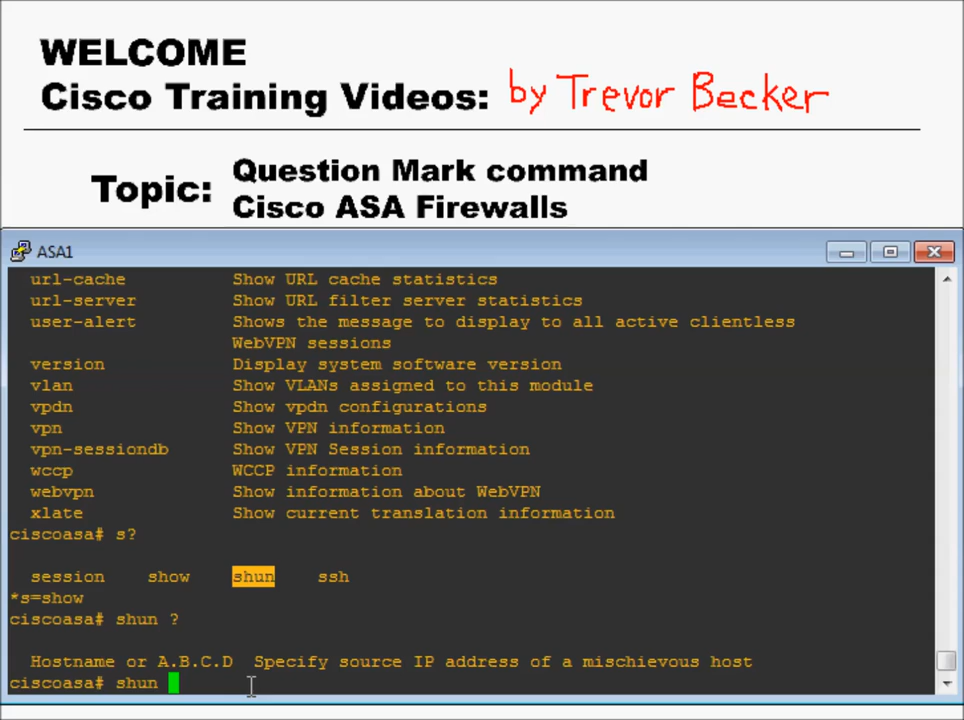 WELCOME
Cisco Training Videos: by Trevor Becker
Topic: Question Mark command
Cisco ASA Firewalls
ASA1
url-cache Show URL cache statistics
url-server Show URL filter server statistics
user-alert Shows the message to display to all active clientless
WebVPN sessions
version Display system software version
vlan Show VLANs assigned to this module
vpdn Show vpdn configurations
vpn Show VPN information
vpn-sessiondb Show VPN Session information
wccp WCCP information
webvpn Show information about WebVPN
xlate Show current translation information
ciscoasa# s?
session show shun ssh
*s=show
ciscoasa# shun ?
Hostname or A.B.C.D Specify source IP address of a mischievous host
ciscoasa# shun